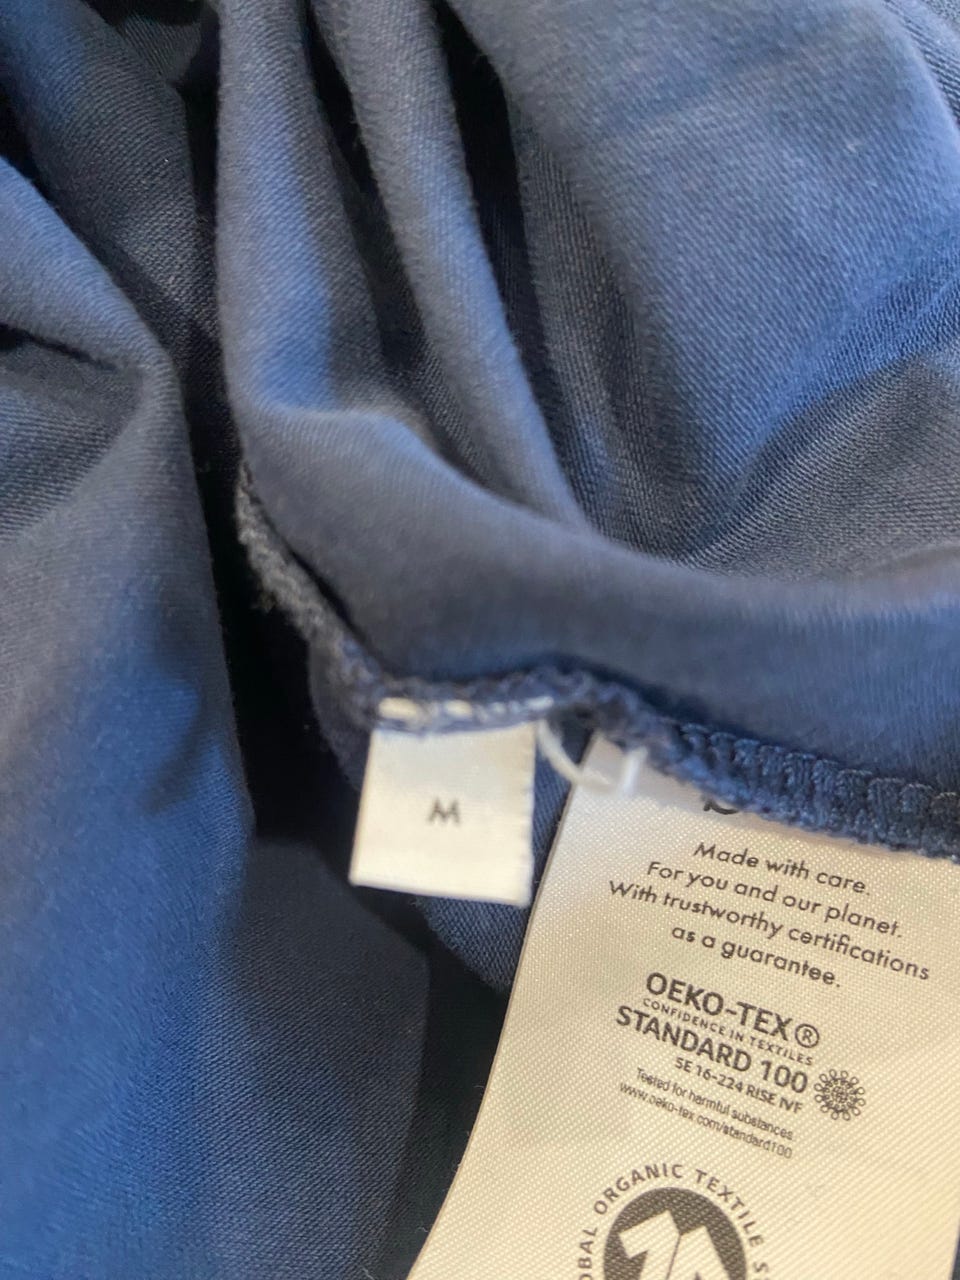 M
Made with care.
For you and our planet.
With trustworthy certifications
as a guarantee.
OEKO-TEX®
CONFIDENCE IN TEXTILES
STANDARD 100
SE 16-224 RISE IVF
Tested for harmful substances.
www.oeko-tex.com/standard100
ORGANIC TEXTILE